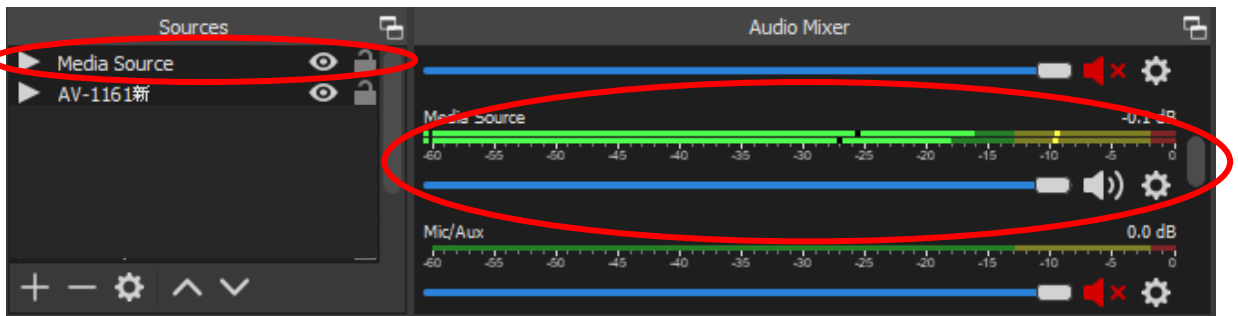 Sources
Media Source
AV-1161新
Audio Mixer
Media Source -0.1 dB
-60 -55 -50 -45 -40 -35 -30 -25 -20 -15 -10 -5 0
Mic/Aux 0.0 dB
-60 -55 -50 -45 -40 -35 -30 -25 -20 -15 -10 -5 0